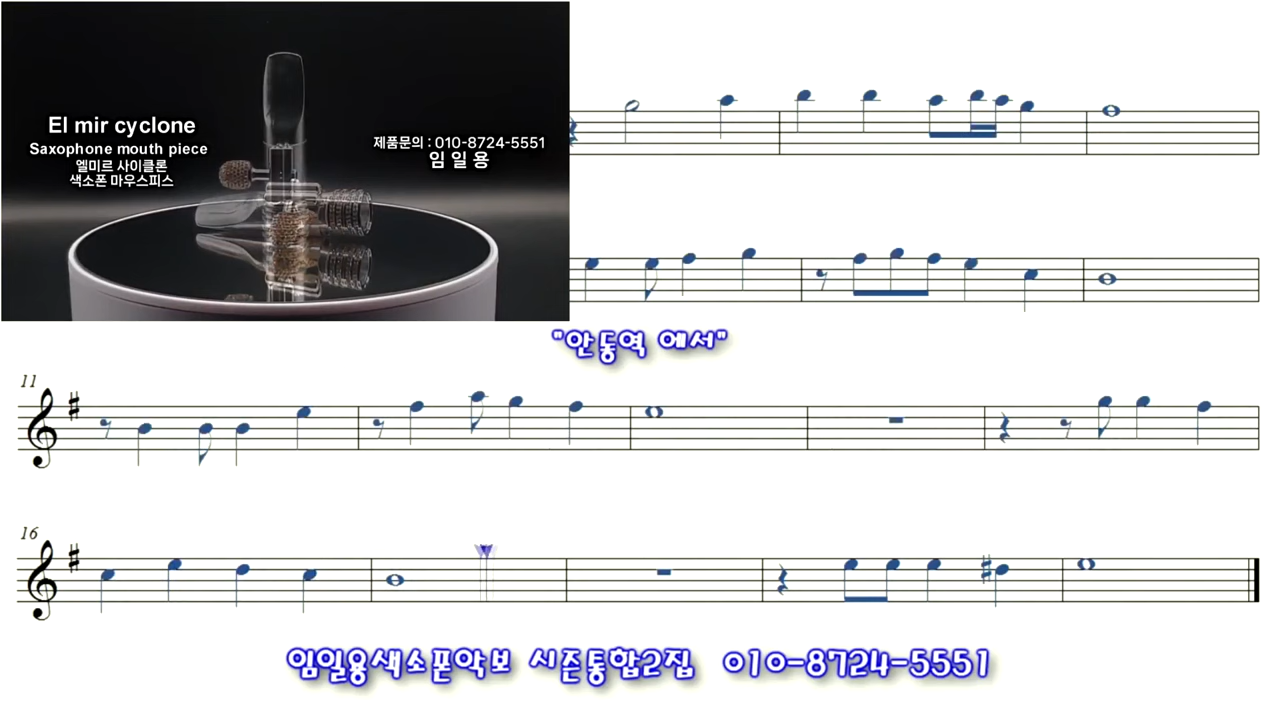 El mir cyclone
Saxophone mouth piece
엘미르 사이클론
색소폰 마우스피스
제품문의 : 010-8724-5551
임 일 용
"안동역 에서"
11
16
임일용색소폰악보 시즌통합2집 010-8724-5551